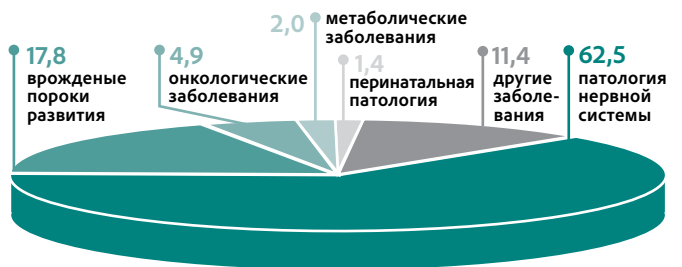 17,8
врожденые
пороки
развития
4,9
онкологические
заболевания
2,0
метаболические
заболевания
1,4
перинатальная
патология
11,4
другие
заболе-
вания
62,5
патология
нервной
системы